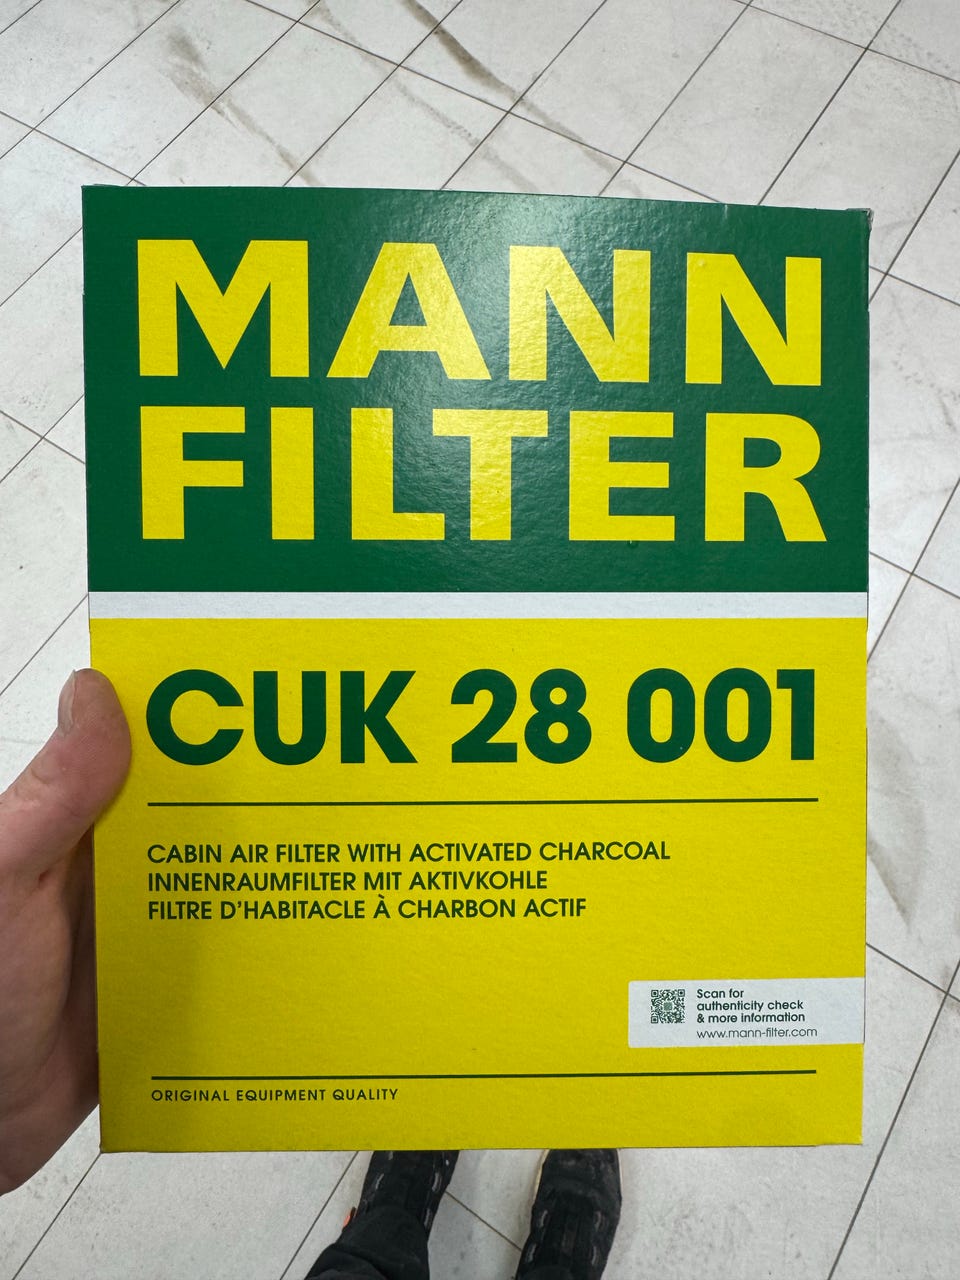 MANN
FILTER
CUK 28 001
CABIN AIR FILTER WITH ACTIVATED CHARCOAL
INNENRAUMFILTER MIT AKTIVKOHLE
FILTRE D'HABITACLE À CHARBON ACTIF
Scan for
authenticity check
& more information
www.mann-filter.com
ORIGINAL EQUIPMENT QUALITY